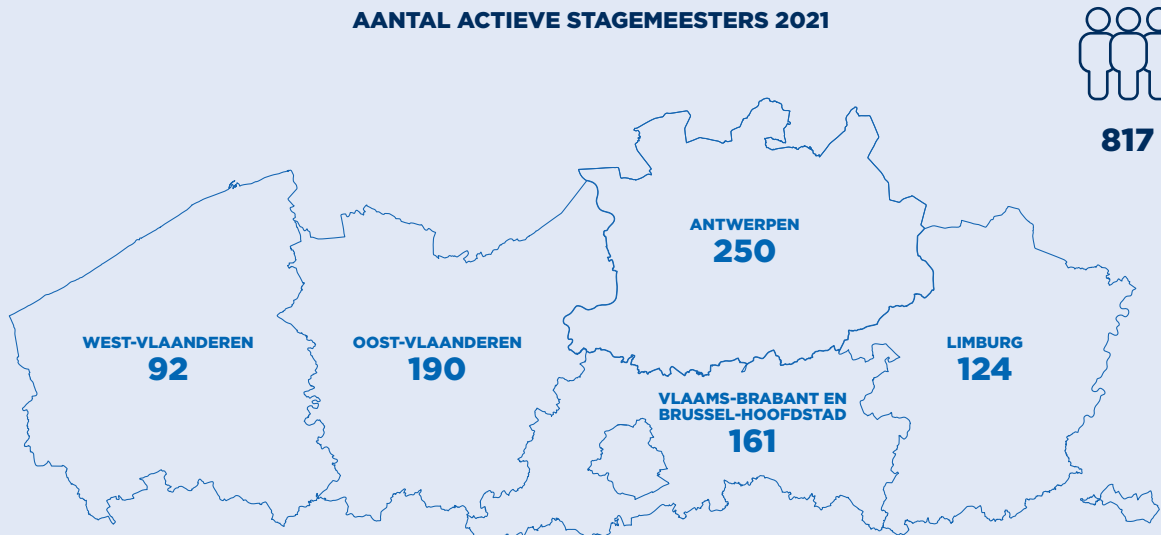 AANTAL ACTIEVE STAGEMEESTERS 2021
817
ANTWERPEN
250
WEST-VLAANDEREN
92
OOST-VLAANDEREN
190
LIMBURG
124
VLAAMS-BRABANT EN
BRUSSEL-HOOFDSTAD
161